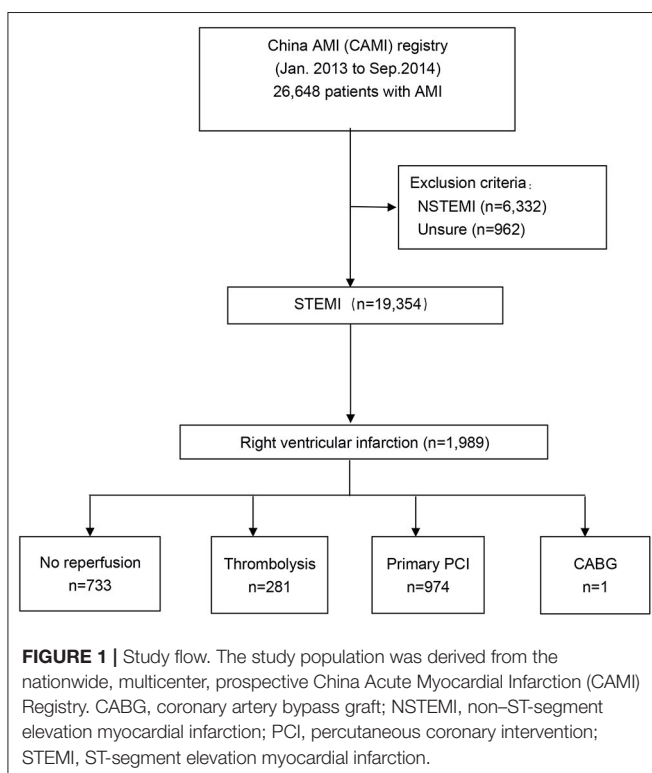 China AMI (CAMI) registry
(Jan. 2013 to Sep.2014)
26,648 patients with AMI
Exclusion criteria：
NSTEMI (n=6,332)
Unsure (n=962)
STEMI（n=19,354)
Right ventricular infarction (n=1,989)
No reperfusion
n=733
Thrombolysis
n=281
Primary PCI
n=974
CABG
n=1
FIGURE 1 | Study flow. The study population was derived from the
nationwide, multicenter, prospective China Acute Myocardial Infarction (CAMI)
Registry. CABG, coronary artery bypass graft; NSTEMI, non–ST-segment
elevation myocardial infarction; PCI, percutaneous coronary intervention;
STEMI, ST-segment elevation myocardial infarction.